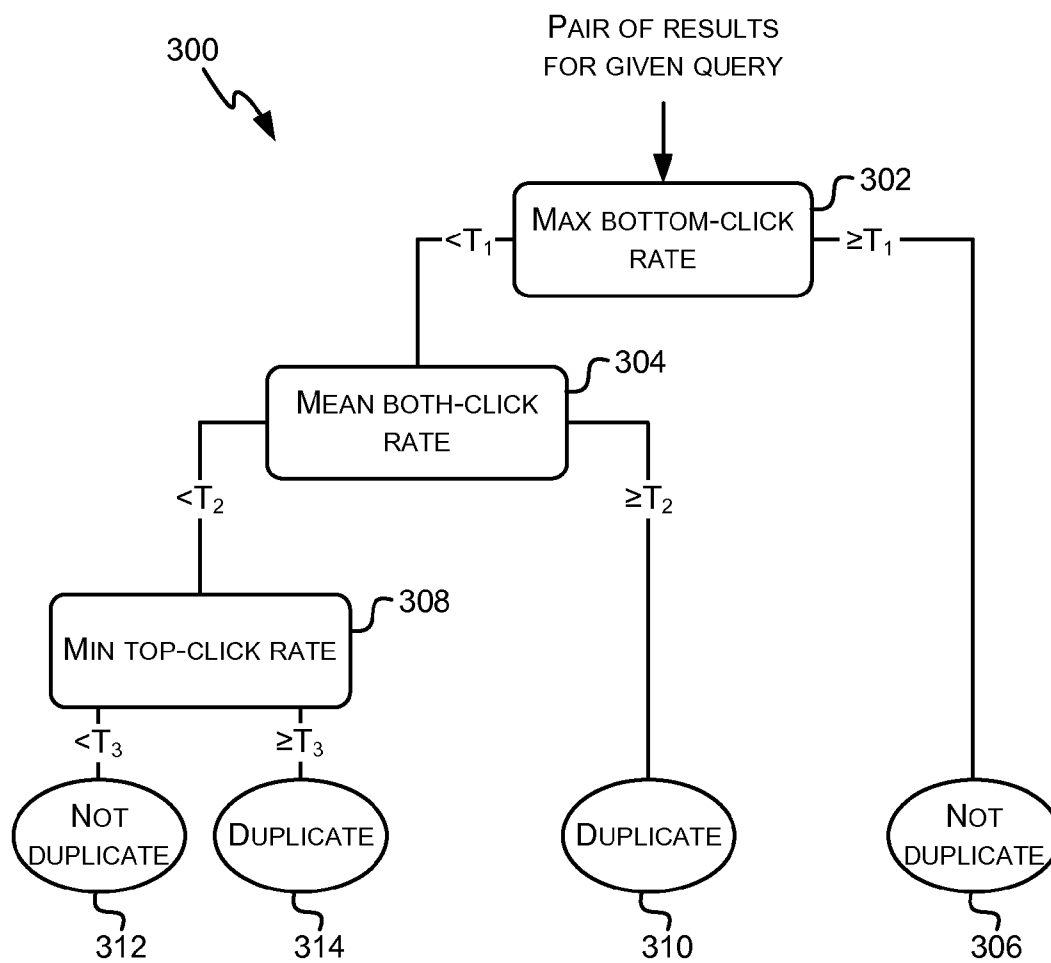 PAIR OF RESULTS
FOR GIVEN QUERY
300
302
MAX BOTTOM-CLICK
RATE
<T1
≥T1
304
MEAN BOTH-CLICK
RATE
<T2
≥T2
308
MIN TOP-CLICK RATE
<T3
≥T3
NOT
DUPLICATE
DUPLICATE
DUPLICATE
NOT
DUPLICATE
312
314
310
306